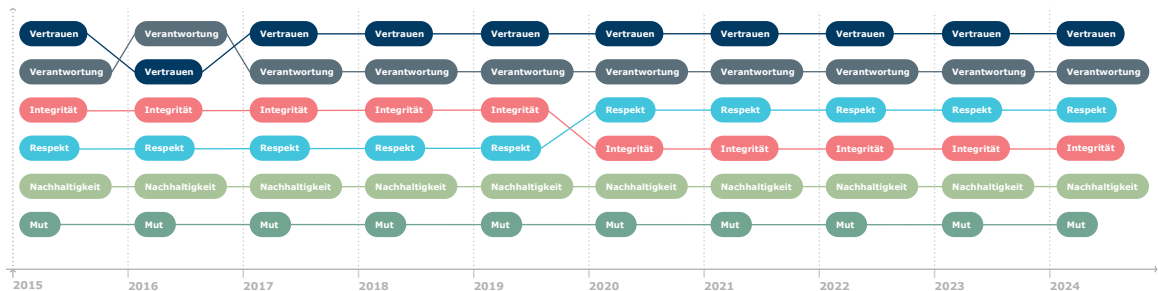 Vertrauen Verantwortung Vertrauen Vertrauen Vertrauen Vertrauen Vertrauen Vertrauen Vertrauen Vertrauen
Verantwortung Vertrauen Verantwortung Verantwortung Verantwortung Verantwortung Verantwortung Verantwortung Verantwortung Verantwortung
Integrität Integrität Integrität Integrität Integrität Respekt Respekt Respekt Respekt Respekt
Respekt Respekt Respekt Respekt Respekt Integrität Integrität Integrität Integrität Integrität
Nachhaltigkeit Nachhaltigkeit Nachhaltigkeit Nachhaltigkeit Nachhaltigkeit Nachhaltigkeit Nachhaltigkeit Nachhaltigkeit Nachhaltigkeit Nachhaltigkeit
Mut Mut Mut Mut Mut Mut Mut Mut Mut Mut
2015 2016 2017 2018 2019 2020 2021 2022 2023 2024